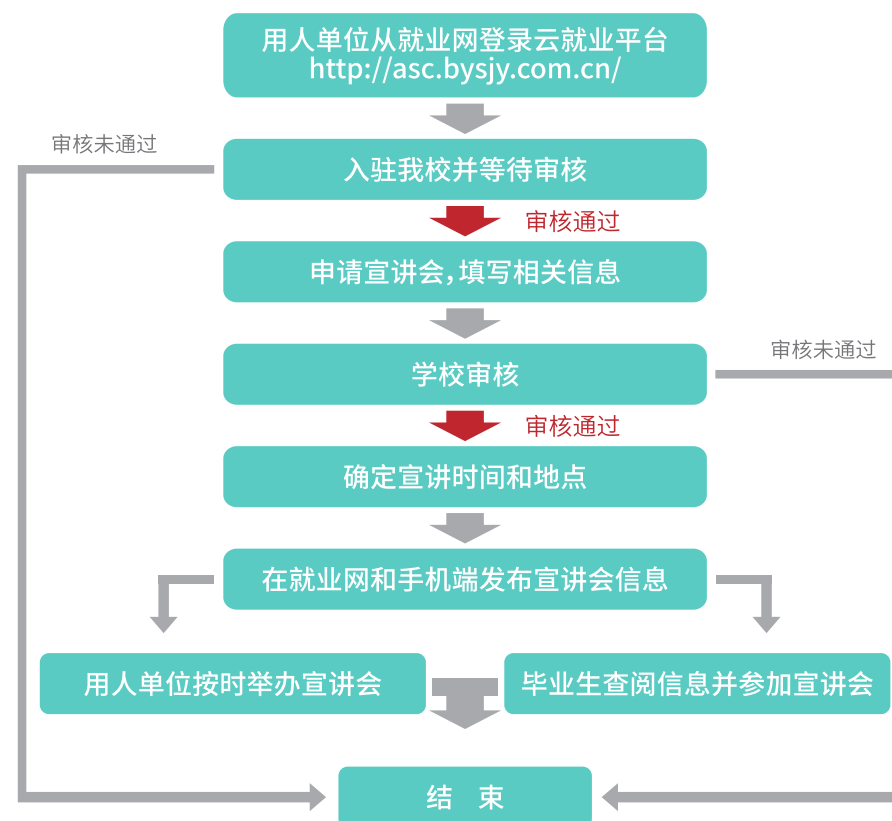 用人单位从就业网登录云就业平台
http://asc.bysjy.com.cn/
审核未通过
入驻我校并等待审核
审核通过
申请宣讲会，填写相关信息
审核未通过
学校审核
审核通过
确定宣讲时间和地点
在就业网和手机端发布宣讲会信息
用人单位按时举办宣讲会
毕业生查阅信息并参加宣讲会
结 束